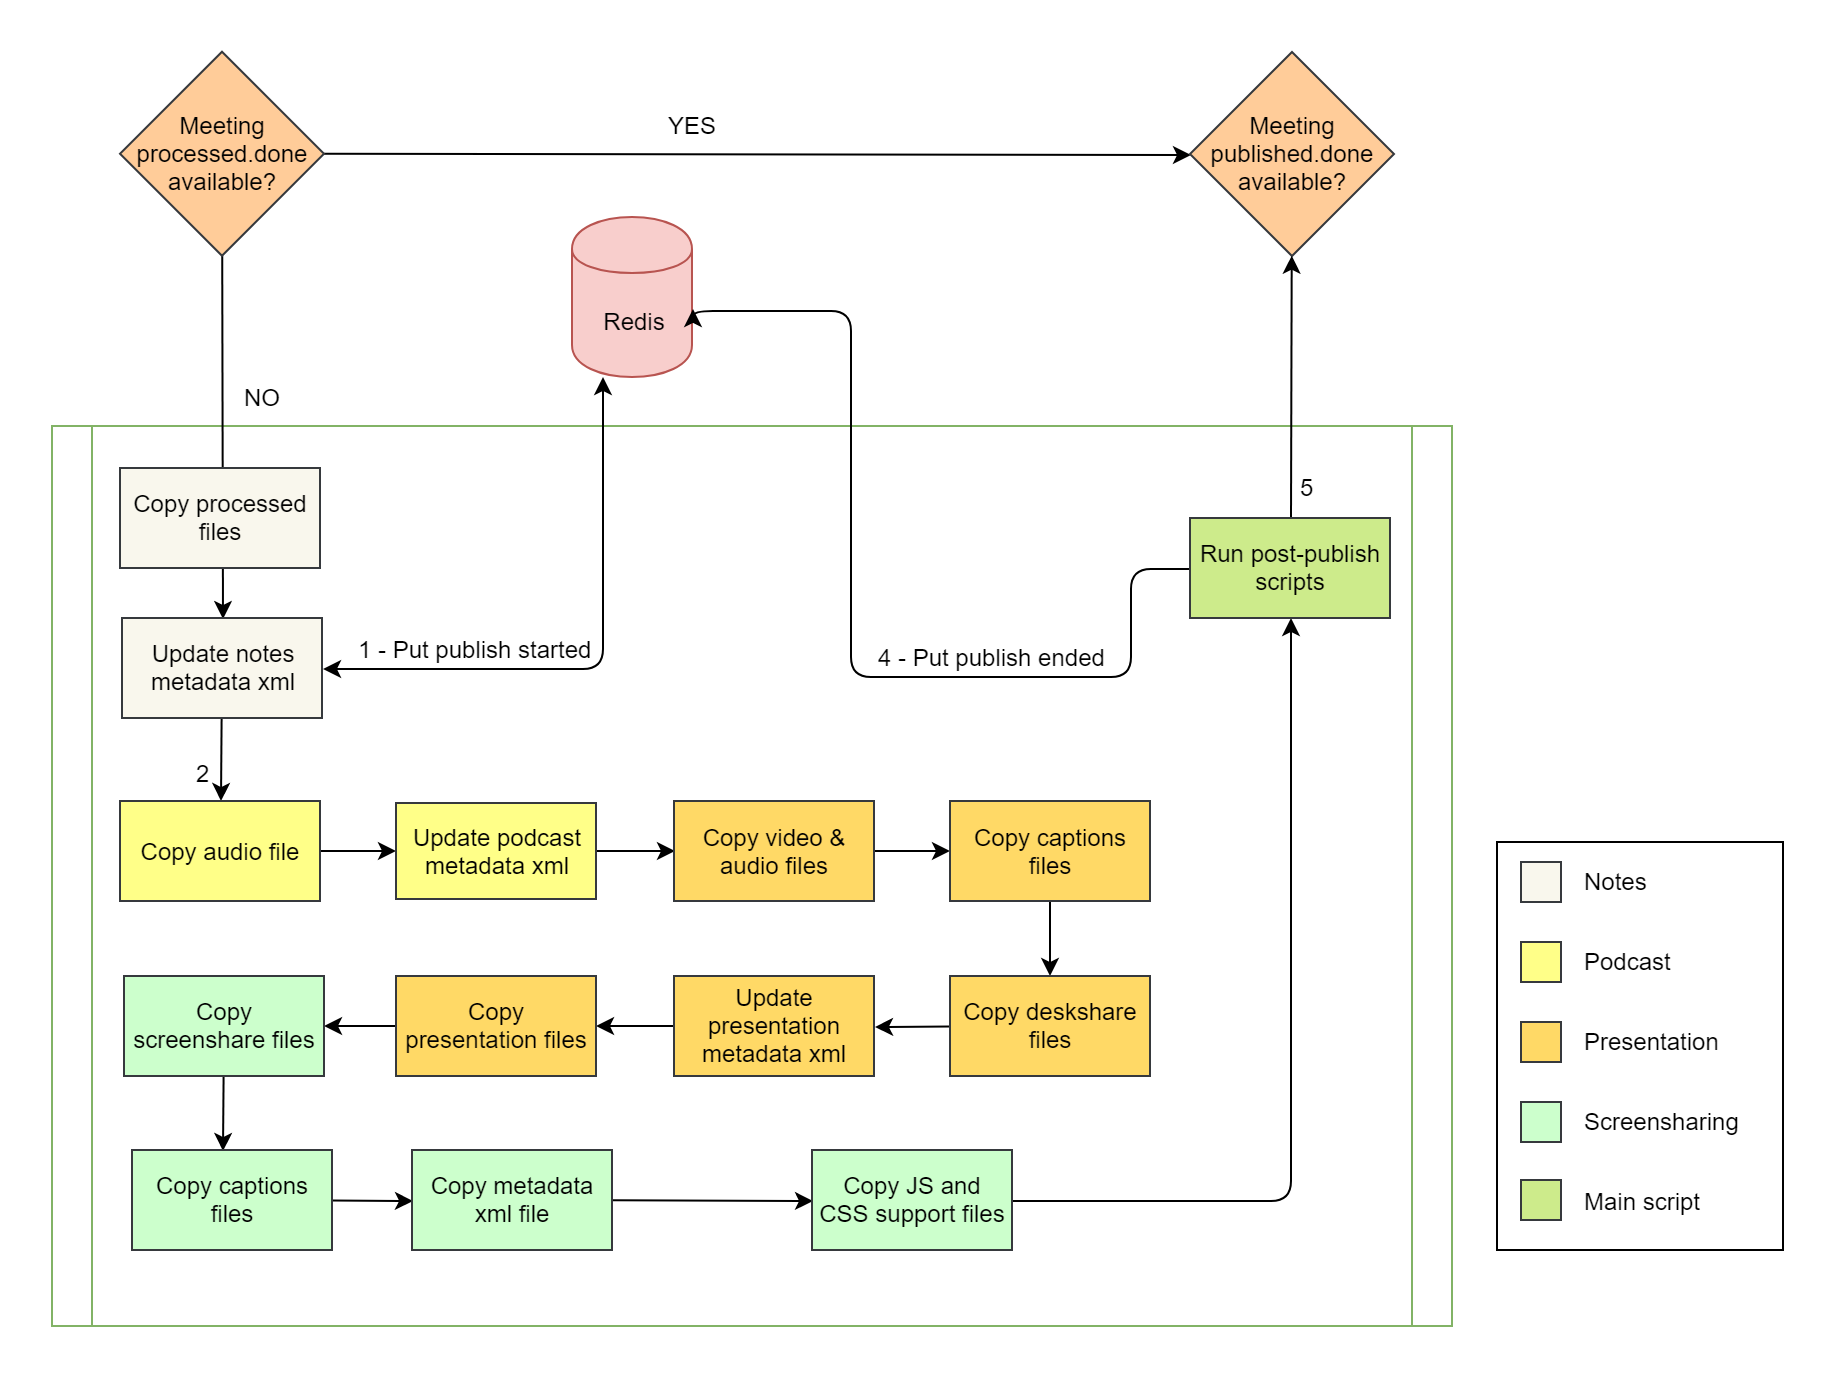 Meeting
processed.done
available?
YES
Meeting
published.done
available?
Redis
NO
Copy processed
files
5
Run post-publish
scripts
Update notes
metadata xml
1 - Put publish started
4 - Put publish ended
2
Copy audio file
Update podcast
metadata xml
Copy video &
audio files
Copy captions
files
Copy
screenshare files
Copy
presentation files
Update
presentation
metadata xml
Copy deskshare
files
Copy captions
files
Copy metadata
xml file
Copy JS and
CSS support files
Notes
Podcast
Presentation
Screensharing
Main script